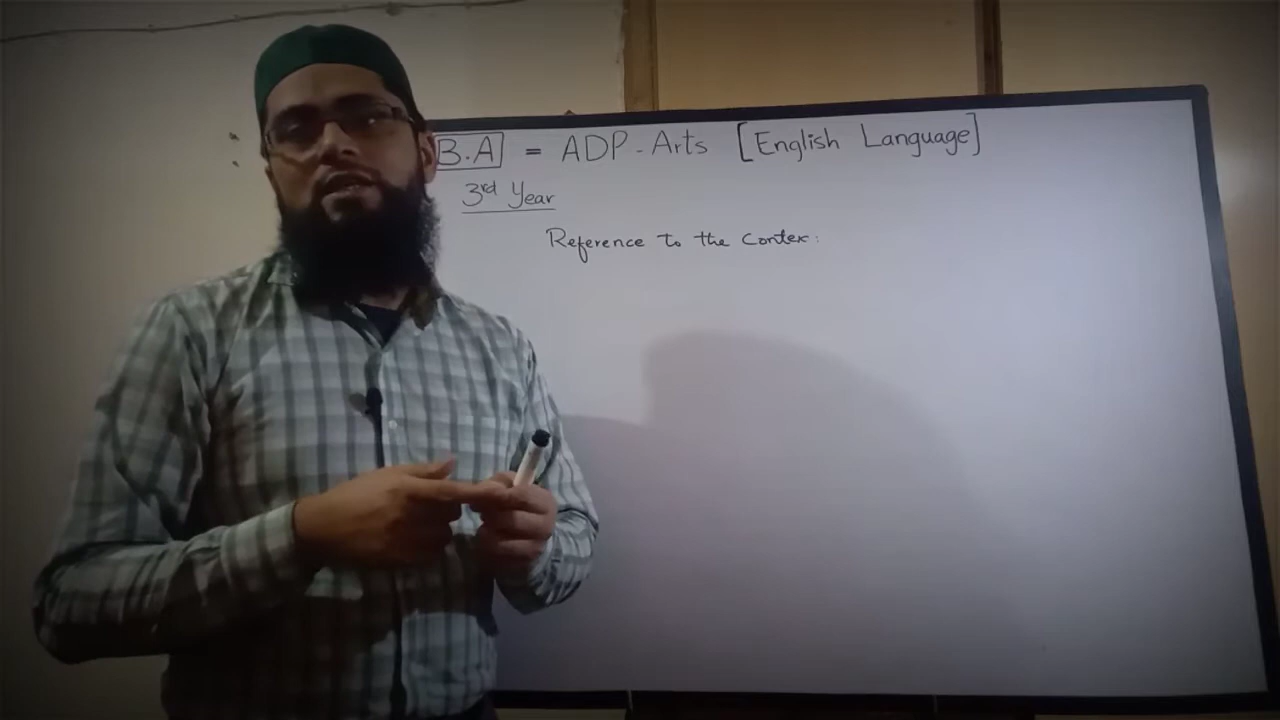 B.A = ADP-Arts [English Language]
3rd Year
Reference to the Contex: